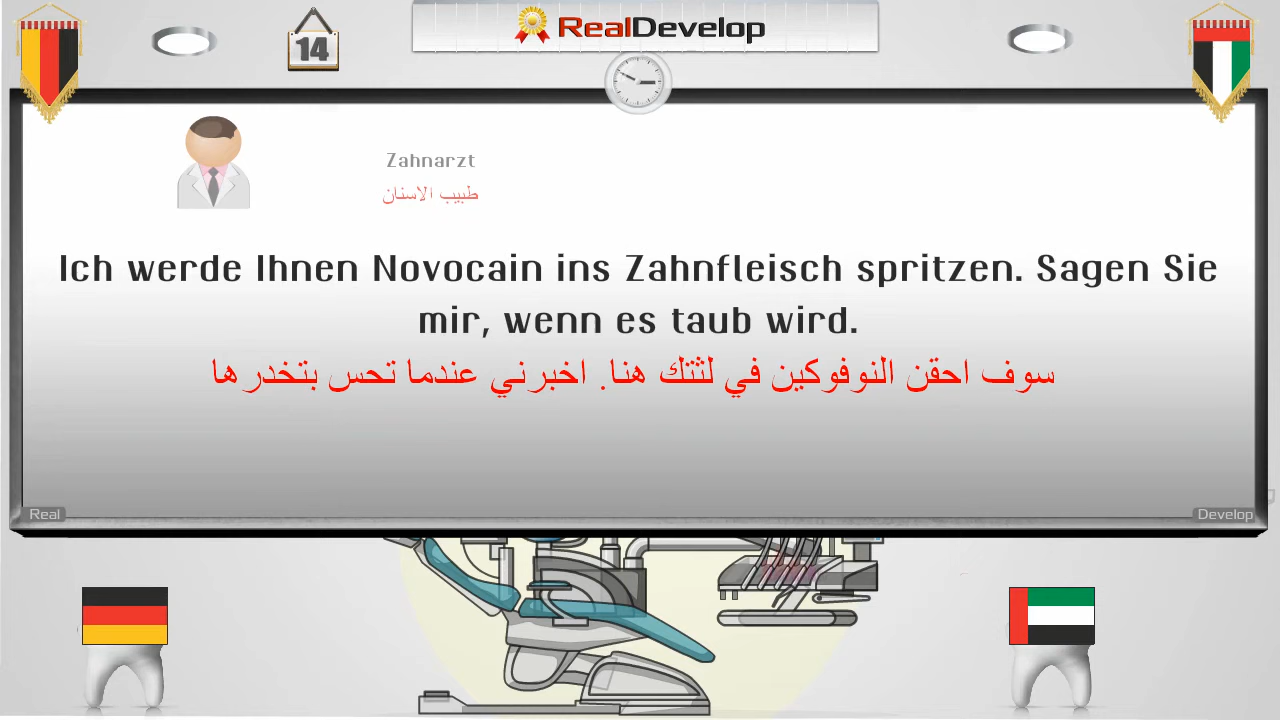 RealDevelop
14
Zahnarzt
طبيب الاسنان
Ich werde Ihnen Novocain ins Zahnfleisch spritzen. Sagen Sie
mir, wenn es taub wird.
سوف احقن النوفوكين في لثتك هنا. اخبرني عندما تحس بتخدرها
Real
Develop